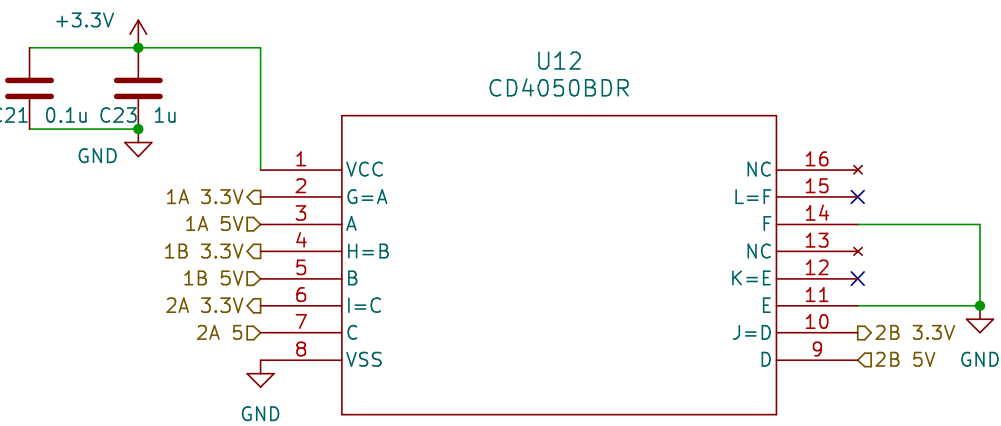 +3.3V
C21 0.1u C23 1u
GND
U12
CD4050BDR
1 VCC
2 G=A
3 A
4 H=B
5 B
6 I=C
7 C
8 VSS
1A 3.3V
1A 5V
1B 3.3V
1B 5V
2A 3.3V
2A 5
GND
NC 16
L=F 15
F 14
NC 13
K=E 12
E 11
J=D 10
D 9
2B 3.3V
2B 5V
GND